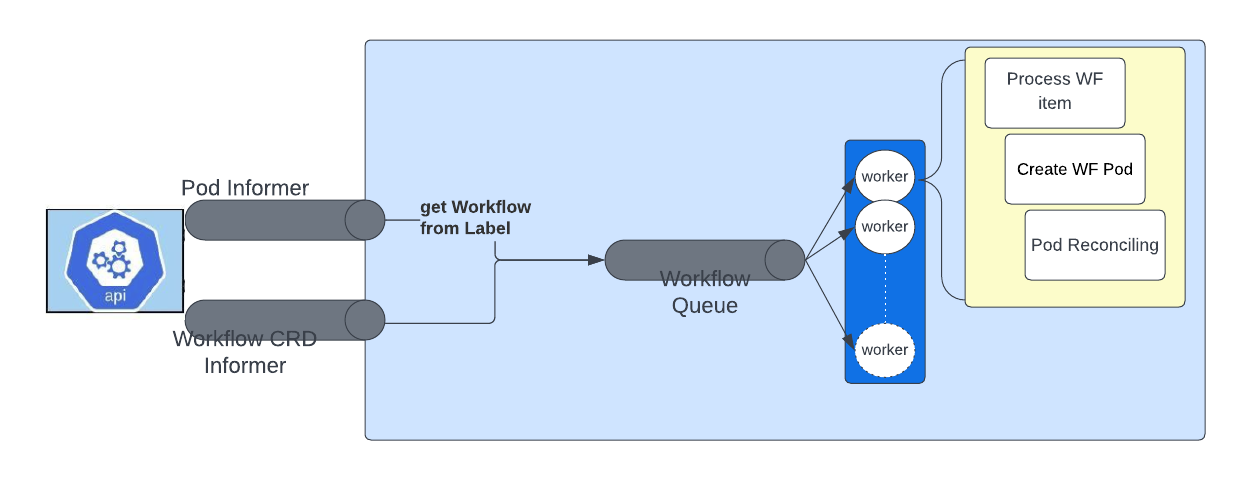 Pod Informer
api
Workflow CRD
Informer
get Workflow
from Label
Workflow
Queue
worker
worker
worker
Process WF
item
Create WF Pod
Pod Reconciling